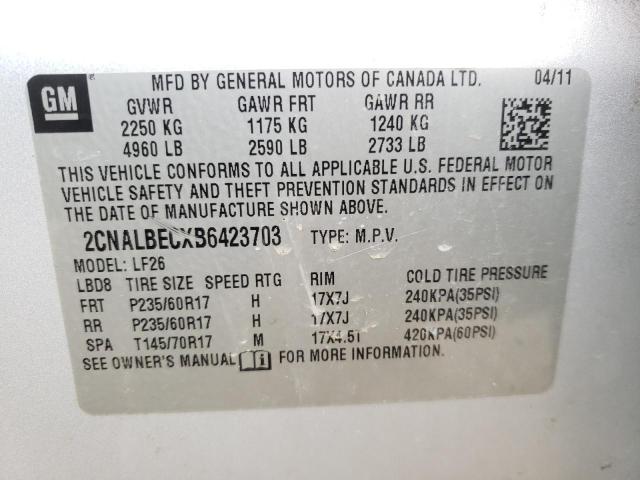 GM
MFD BY GENERAL MOTORS OF CANADA LTD. 04/11
GVWR GAWR FRT GAWR RR
2250 KG 1175 KG 1240 KG
4960 LB 2590 LB 2733 LB
THIS VEHICLE CONFORMS TO ALL APPLICABLE U.S. FEDERAL MOTOR
VEHICLE SAFETY AND THEFT PREVENTION STANDARDS IN EFFECT ON
THE DATE OF MANUFACTURE SHOWN ABOVE.
2CNALBECXB6423703 TYPE: M.P.V.
MODEL: LF26
LBD8 TIRE SIZE SPEED RTG RIM COLD TIRE PRESSURE
FRT P235/60R17 H 17X7J 240KPA(35PSI)
RR P235/60R17 H 17X7J 240KPA(35PSI)
SPA T145/70R17 M 17X4.5T 420KPA(60PSI)
SEE OWNER'S MANUAL FOR MORE INFORMATION.